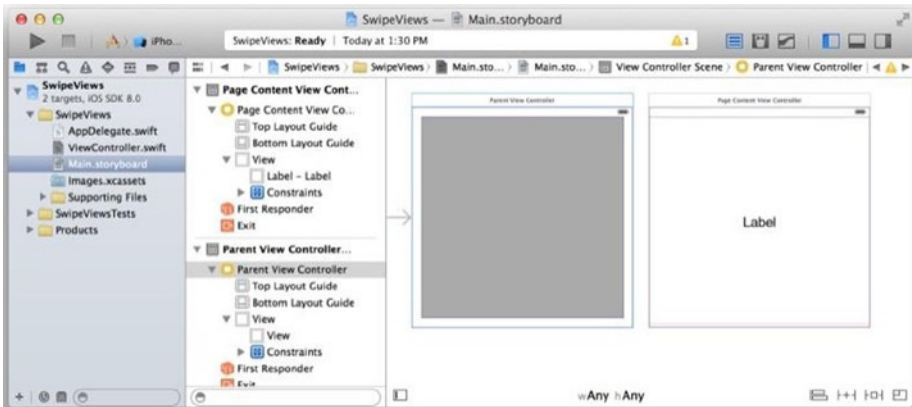 SwipeViews — Main.storyboard
iPho...
SwipeViews: Ready | Today at 1:30 PM
1
SwipeViews
SwipeViews
Main.sto...
Main.sto...
View Controller Scene
Parent View Controller
SwipeViews
2 targets, iOS SDK 8.0
SwipeViews
AppDelegate.swift
ViewController.swift
Main.storyboard
Images.xcassets
Supporting Files
SwipeViewsTests
Products
Page Content View Cont...
Page Content View Co...
Top Layout Guide
Bottom Layout Guide
View
Label - Label
Constraints
First Responder
Exit
Parent View Controller...
Parent View Controller
Top Layout Guide
Bottom Layout Guide
View
View
Constraints
First Responder
Exit
Parent View Controller
Page Content View Controller
Label
wAny hAny